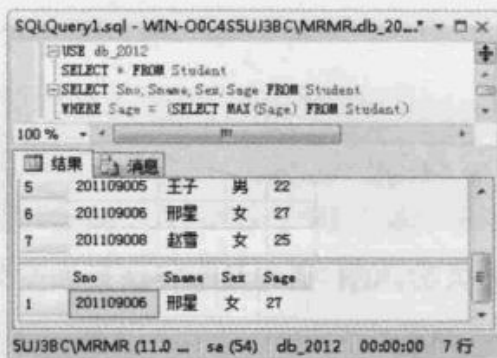 SQLQuery1.sql - WIN-O0C4S5UJ3BC\MRMR.db_20...*
USE db_2012
SELECT * FROM Student
SELECT Sno, Sname, Sex, Sage FROM Student
WHERE Sage = (SELECT MAX(Sage) FROM Student)
100 %
结果 消息
5 201109005 王子 男 22
6 201109006 邢星 女 27
7 201109008 赵雪 女 25
Sno Sname Sex Sage
1 201109006 邢星 女 27
5UJ3BC\MRMR (11.0 ... sa (54) db_2012 00:00:00 7 行